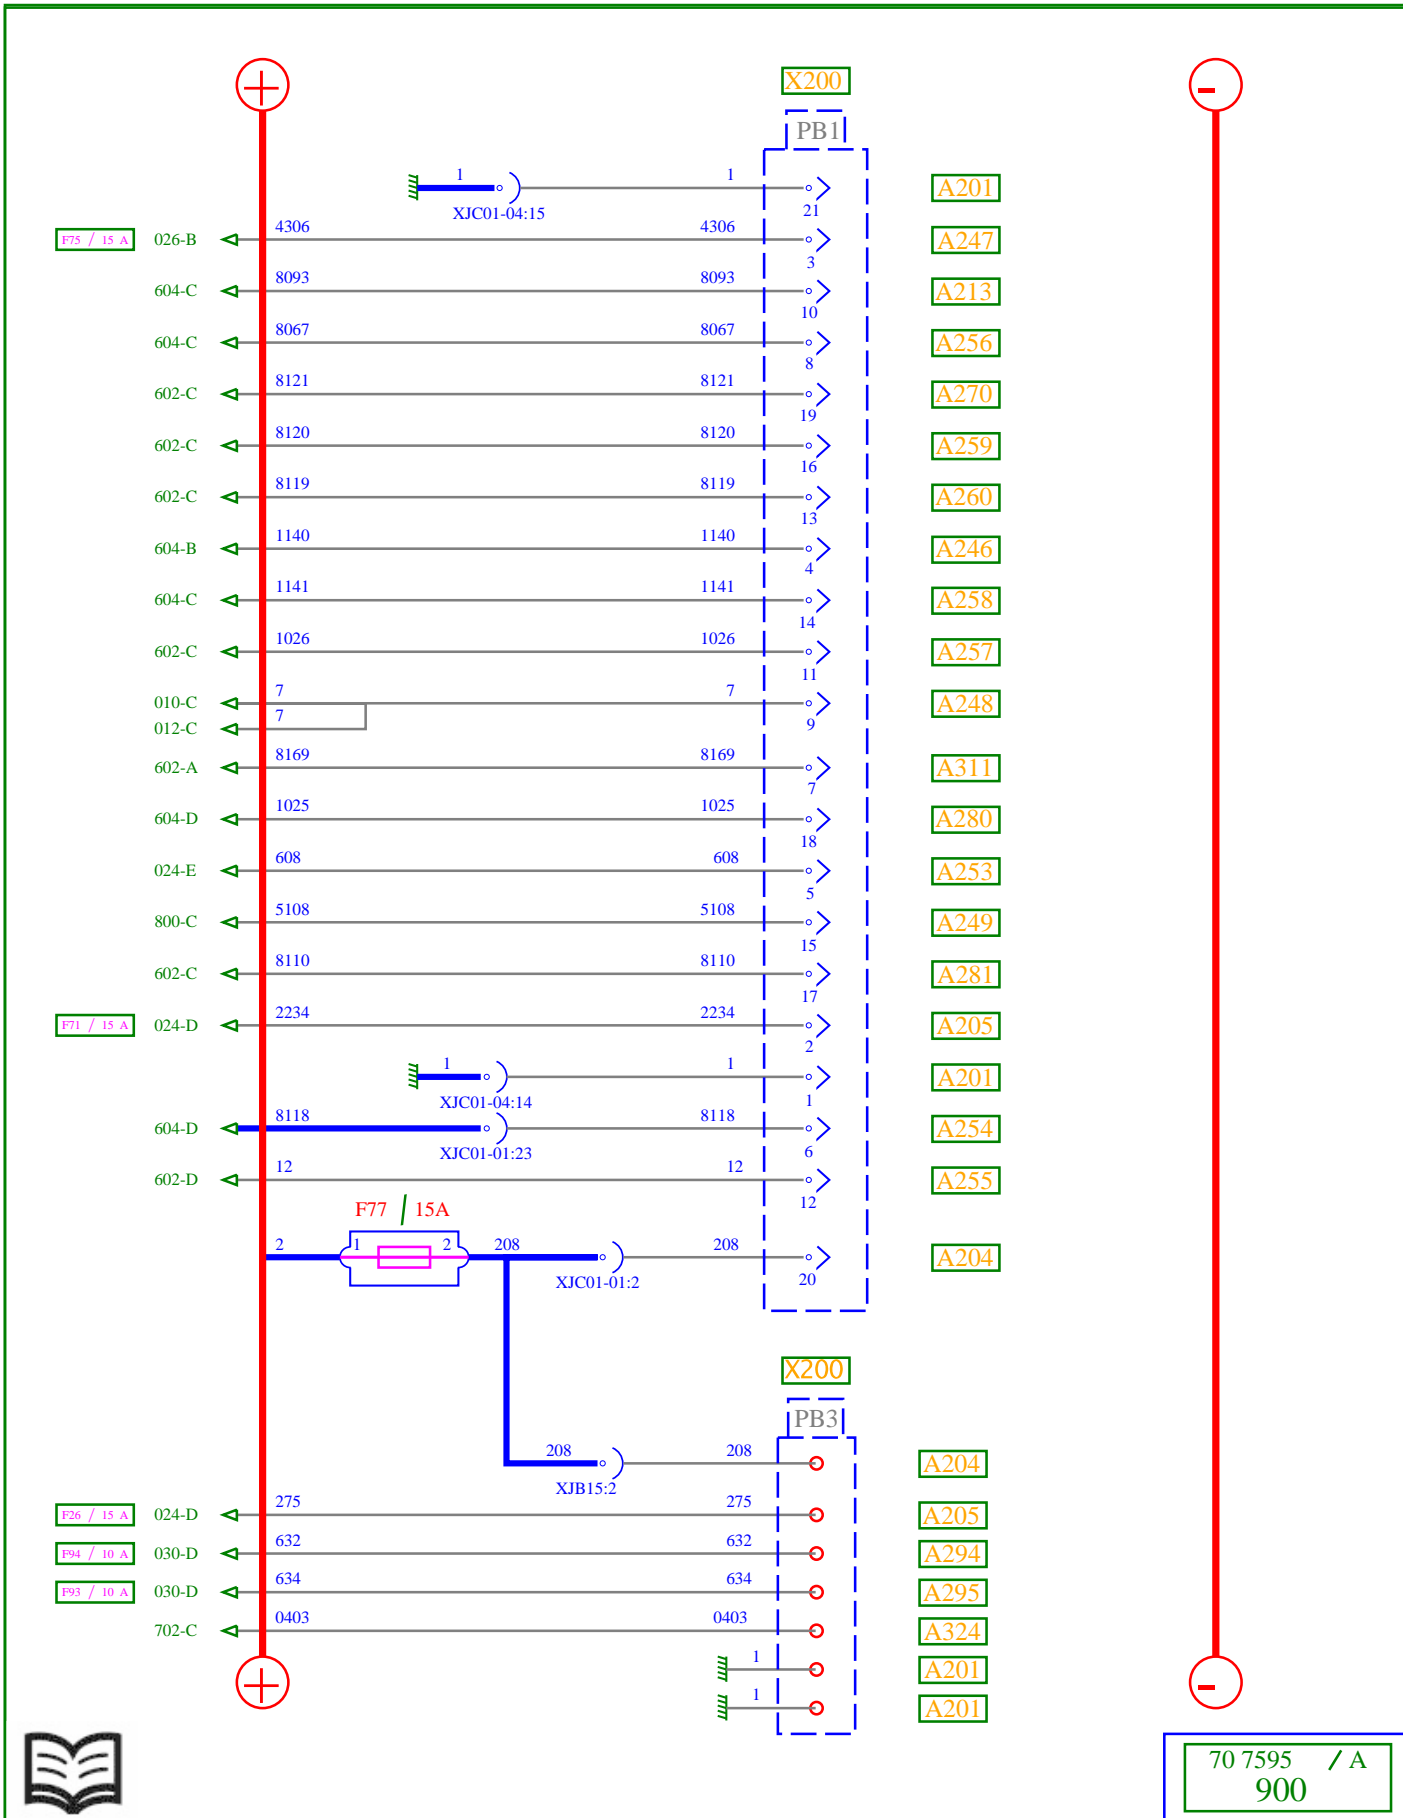 X200
PB1
1 1 A201
XJC01-04:15 21
F75 / 15 A 026-B 4306 4306 A247
3
604-C 8093 8093 A213
10
604-C 8067 8067 A256
8
602-C 8121 8121 A270
19
602-C 8120 8120 A259
16
602-C 8119 8119 A260
13
604-B 1140 1140 A246
4
604-C 1141 1141 A258
14
602-C 1026 1026 A257
11
010-C 7 7 A248
012-C 7 9
602-A 8169 8169 A311
7
604-D 1025 1025 A280
18
024-E 608 608 A253
5
800-C 5108 5108 A249
15
602-C 8110 8110 A281
17
F71 / 15 A 024-D 2234 2234 A205
2
1 1 A201
XJC01-04:14 1
604-D 8118 8118 A254
XJC01-01:23 6
602-D 12 12 A255
12
F77 / 15A
2 1 2 208 208 A204
XJC01-01:2 20
X200
PB3
208 208 A204
XJB15:2
F26 / 15 A 024-D 275 275 A205
F94 / 10 A 030-D 632 632 A294
F93 / 10 A 030-D 634 634 A295
702-C 0403 0403 A324
1 A201
1 A201
70 7595 / A
900